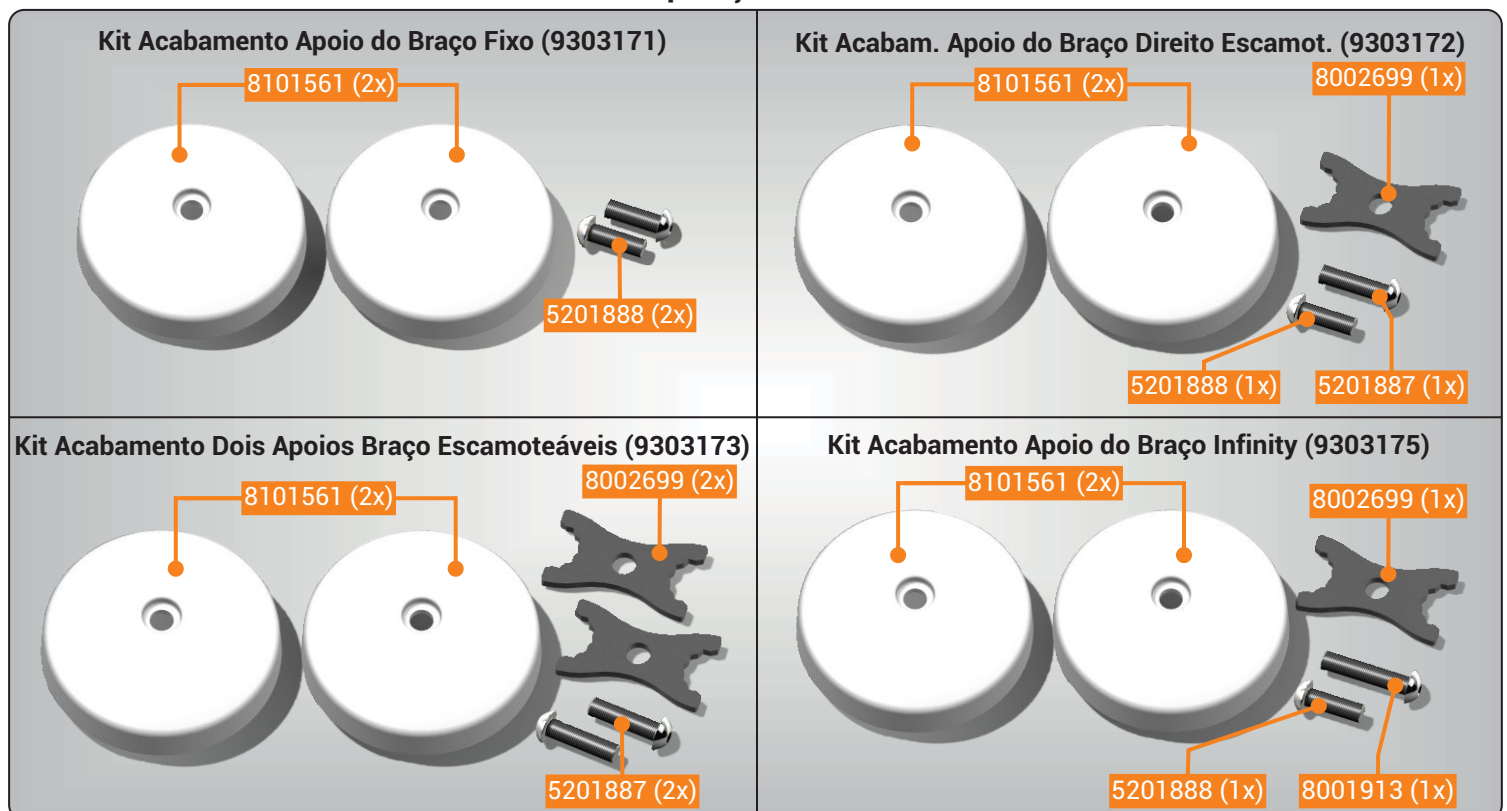 Kit Acabamento Apoio do Braço Fixo (9303171)
8101561 (2x)
5201888 (2x)
Kit Acabam. Apoio do Braço Direito Escamot. (9303172)
8101561 (2x)
8002699 (1x)
5201888 (1x)
5201887 (1x)
Kit Acabamento Dois Apoios Braço Escamoteáveis (9303173)
8101561 (2x)
8002699 (2x)
5201887 (2x)
Kit Acabamento Apoio do Braço Infinity (9303175)
8101561 (2x)
8002699 (1x)
5201888 (1x)
8001913 (1x)